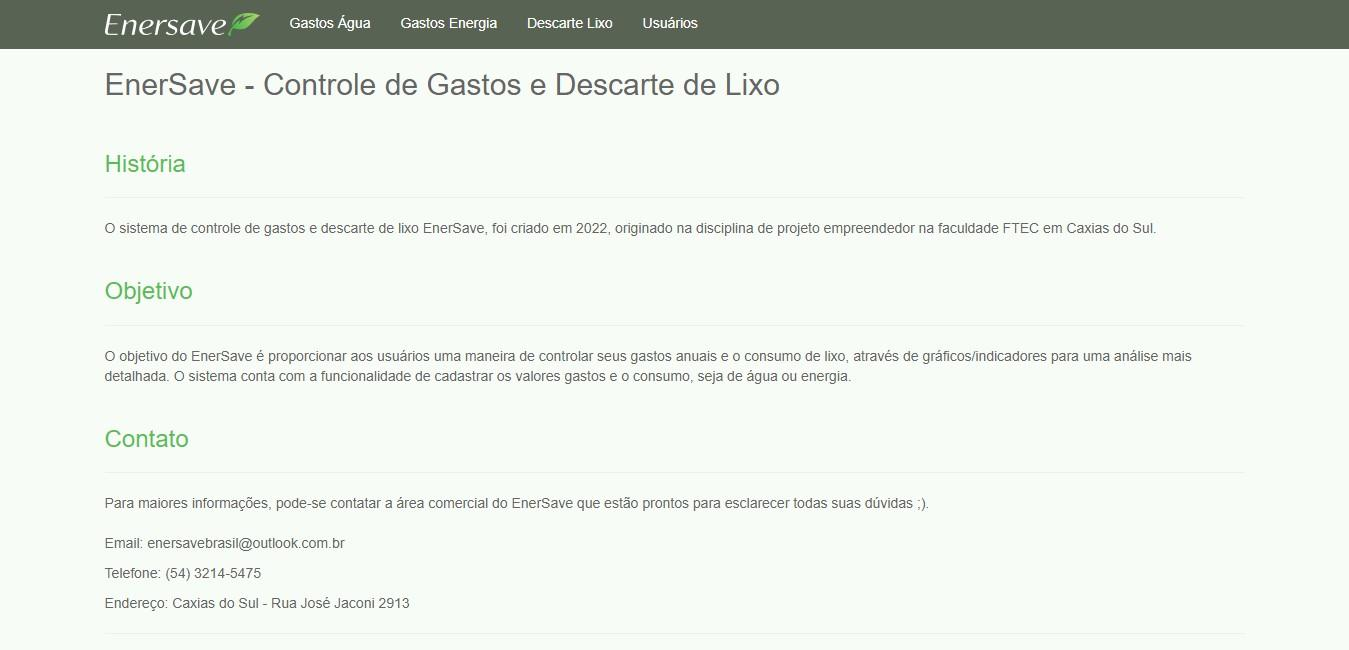 Enersave
Gastos Água
Gastos Energia
Descarte Lixo
Usuários
EnerSave - Controle de Gastos e Descarte de Lixo
História
O sistema de controle de gastos e descarte de lixo EnerSave, foi criado em 2022, originado na disciplina de projeto empreendedor na faculdade FTEC em Caxias do Sul.
Objetivo
O objetivo do EnerSave é proporcionar aos usuários uma maneira de controlar seus gastos anuais e o consumo de lixo, através de gráficos/indicadores para uma análise mais
detalhada. O sistema conta com a funcionalidade de cadastrar os valores gastos e o consumo, seja de água ou energia.
Contato
Para maiores informações, pode-se contatar a área comercial do EnerSave que estão prontos para esclarecer todas suas dúvidas ;).
Email: enersavebrasil@outlook.com.br
Telefone: (54) 3214-5475
Endereço: Caxias do Sul - Rua José Jaconi 2913